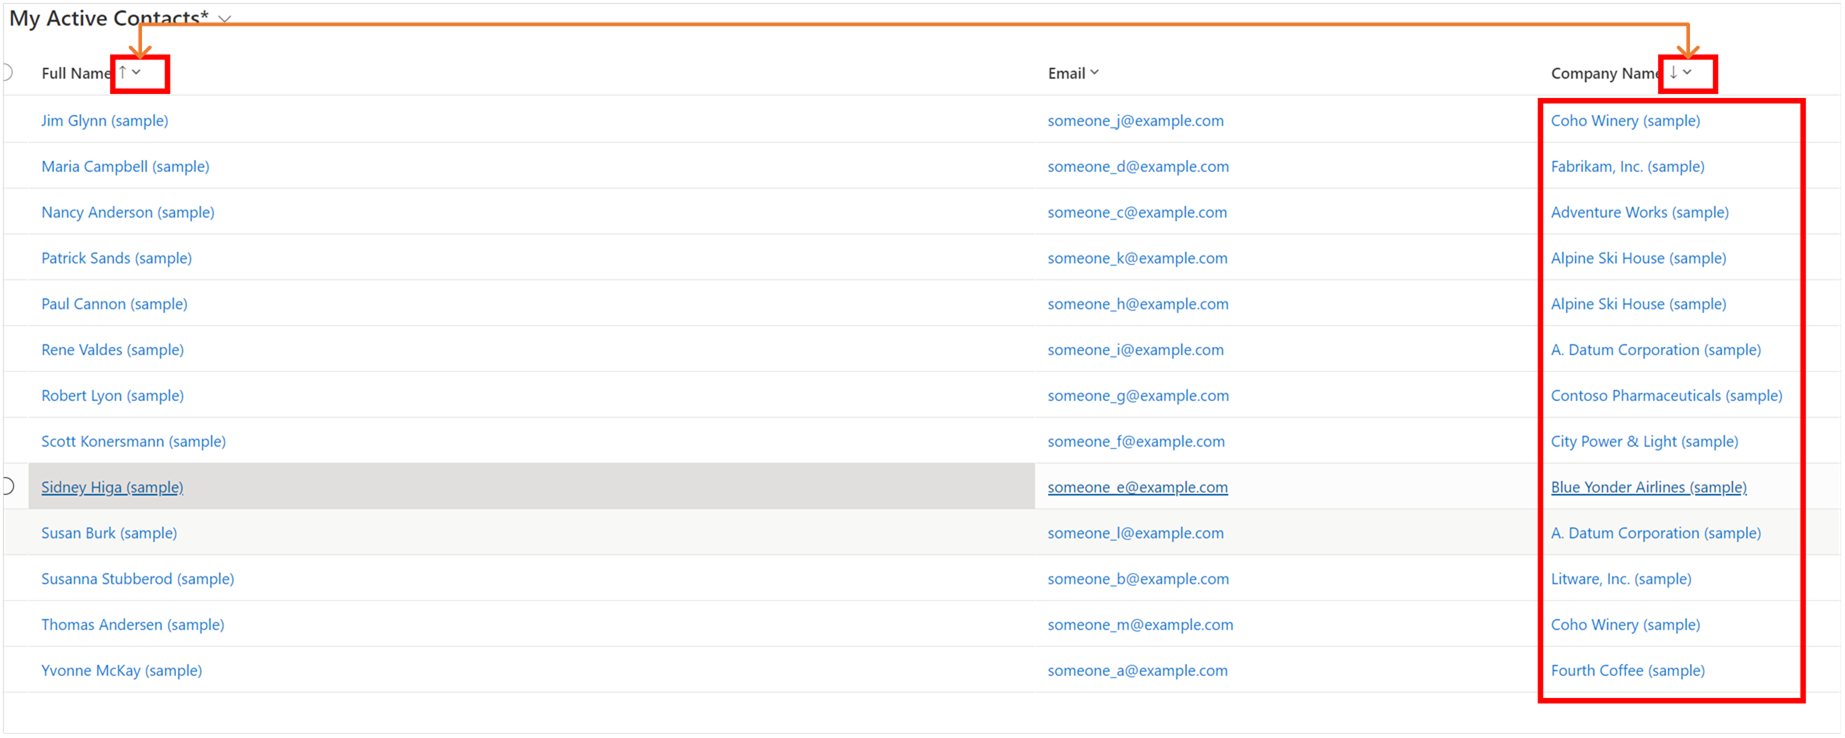 My Active Contacts*
Full Name Email Company Name
Jim Glynn (sample) someone_j@example.com Coho Winery (sample)
Maria Campbell (sample) someone_d@example.com Fabrikam, Inc. (sample)
Nancy Anderson (sample) someone_c@example.com Adventure Works (sample)
Patrick Sands (sample) someone_k@example.com Alpine Ski House (sample)
Paul Cannon (sample) someone_h@example.com Alpine Ski House (sample)
Rene Valdes (sample) someone_i@example.com A. Datum Corporation (sample)
Robert Lyon (sample) someone_g@example.com Contoso Pharmaceuticals (sample)
Scott Konersmann (sample) someone_f@example.com City Power & Light (sample)
Sidney Higa (sample) someone_e@example.com Blue Yonder Airlines (sample)
Susan Burk (sample) someone_l@example.com A. Datum Corporation (sample)
Susanna Stubberod (sample) someone_b@example.com Litware, Inc. (sample)
Thomas Andersen (sample) someone_m@example.com Coho Winery (sample)
Yvonne McKay (sample) someone_a@example.com Fourth Coffee (sample)